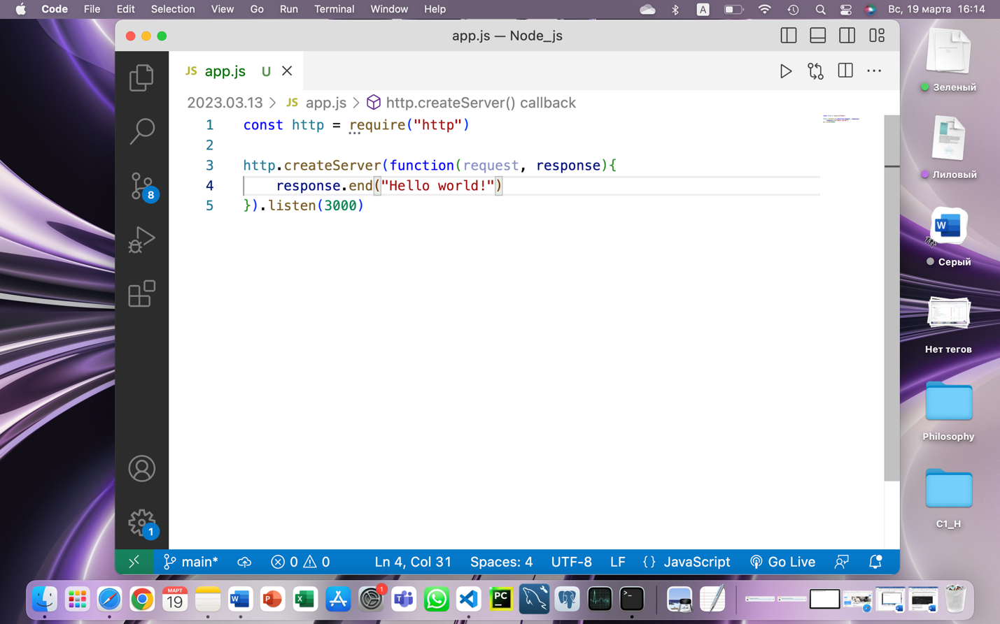 Code File Edit Selection View Go Run Terminal Window Help A Вс, 19 марта 16:14
app.js — Node_js
JS app.js U
2023.03.13 > JS app.js > http.createServer() callback
1 const http = require("http")
2
3 http.createServer(function(request, response){
4 response.end("Hello world!")
5 }).listen(3000)
8
1
main* 0 0 Ln 4, Col 31 Spaces: 4 UTF-8 LF {} JavaScript Go Live
Зеленый
Лиловый
W
Серый
Нет тегов
Philosophy
C1_H
МАРТ
19
W
P
X
1
T
PC
>_